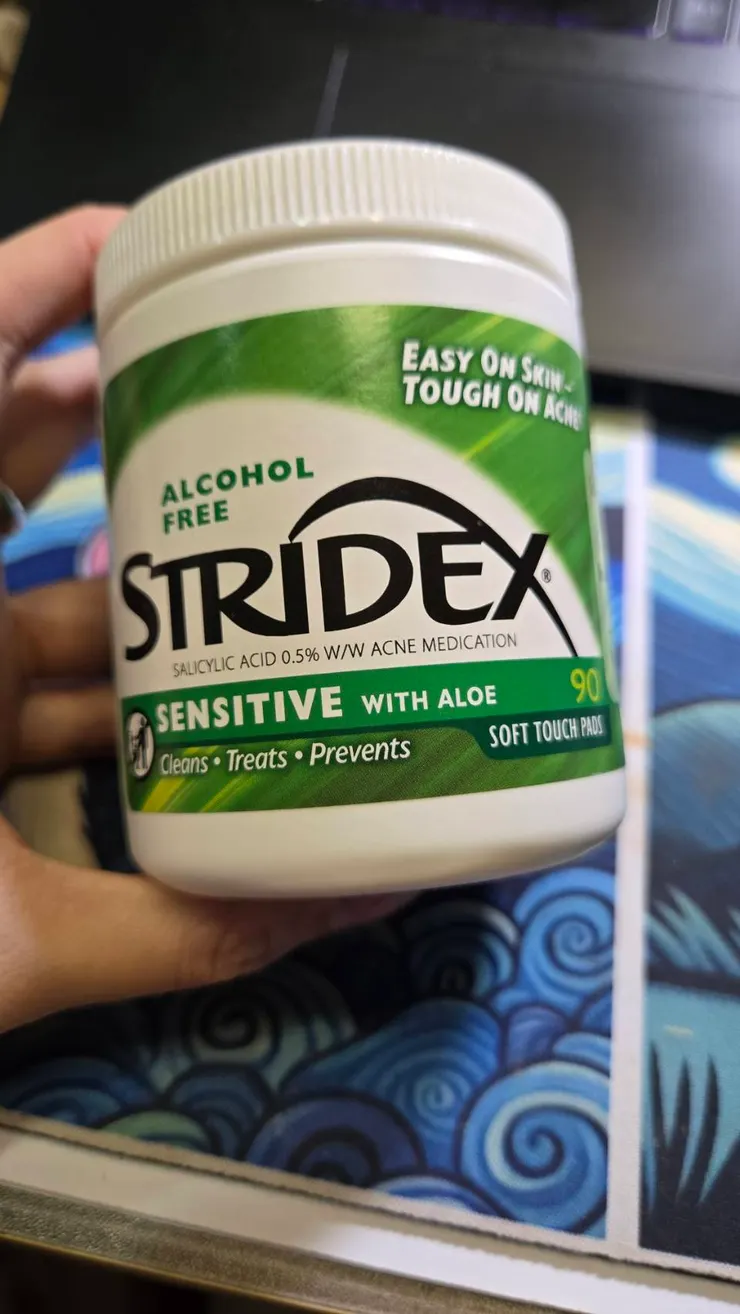 EASY ON SKIN –
TOUGH ON ACNE!
ALCOHOL
FREE
STRIDEX®
SALICYLIC ACID 0.5% W/W ACNE MEDICATION
SENSITIVE WITH ALOE
90
SOFT TOUCH PADS
Cleans • Treats • Prevents